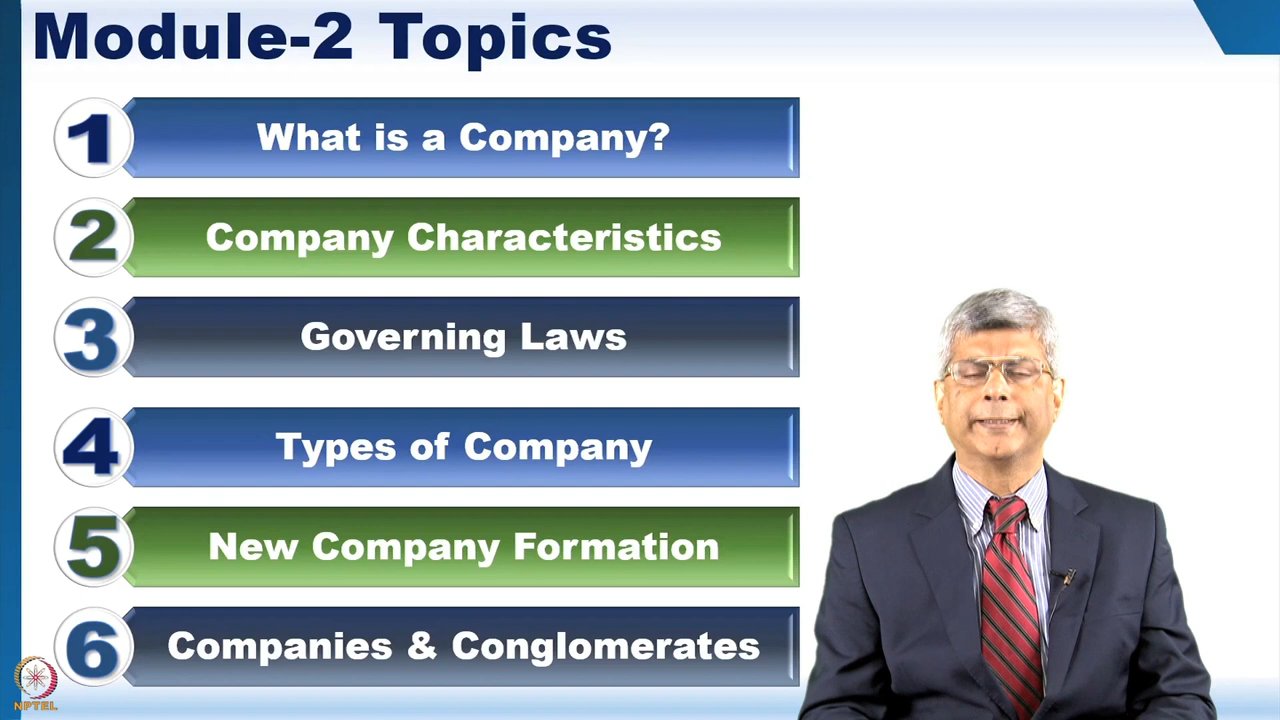 Module-2 Topics
1 What is a Company?
2 Company Characteristics
3 Governing Laws
4 Types of Company
5 New Company Formation
6 Companies & Conglomerates
NPTEL